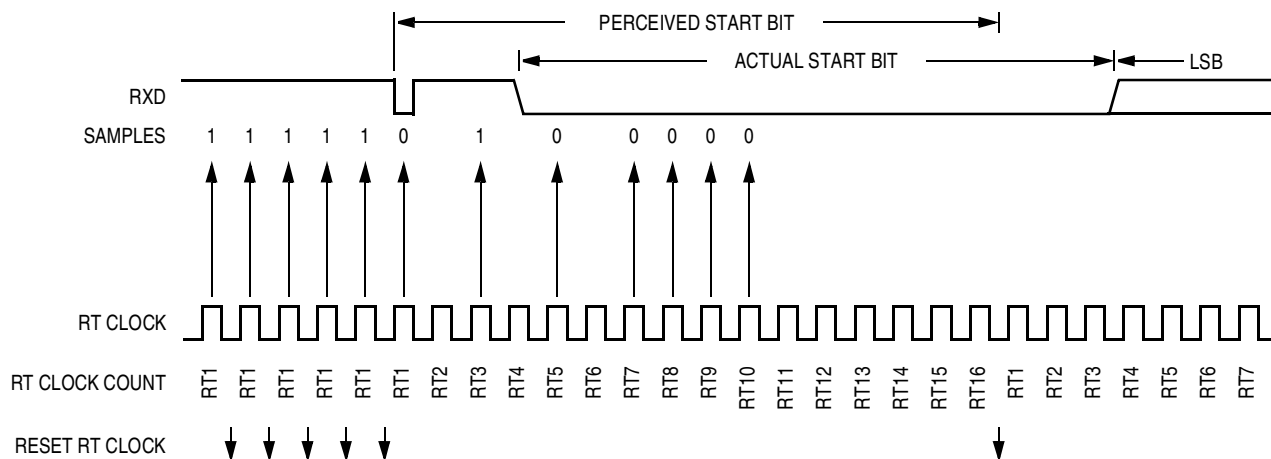 PERCEIVED START BIT
ACTUAL START BIT
LSB
RXD
SAMPLES 1 1 1 1 1 0 1 0 0 0 0 0
RT CLOCK
RT CLOCK COUNT RT1 RT1 RT1 RT1 RT1 RT1 RT2 RT3 RT4 RT5 RT6 RT7 RT8 RT9 RT10 RT11 RT12 RT13 RT14 RT15 RT16 RT1 RT2 RT3 RT4 RT5 RT6 RT7
RESET RT CLOCK